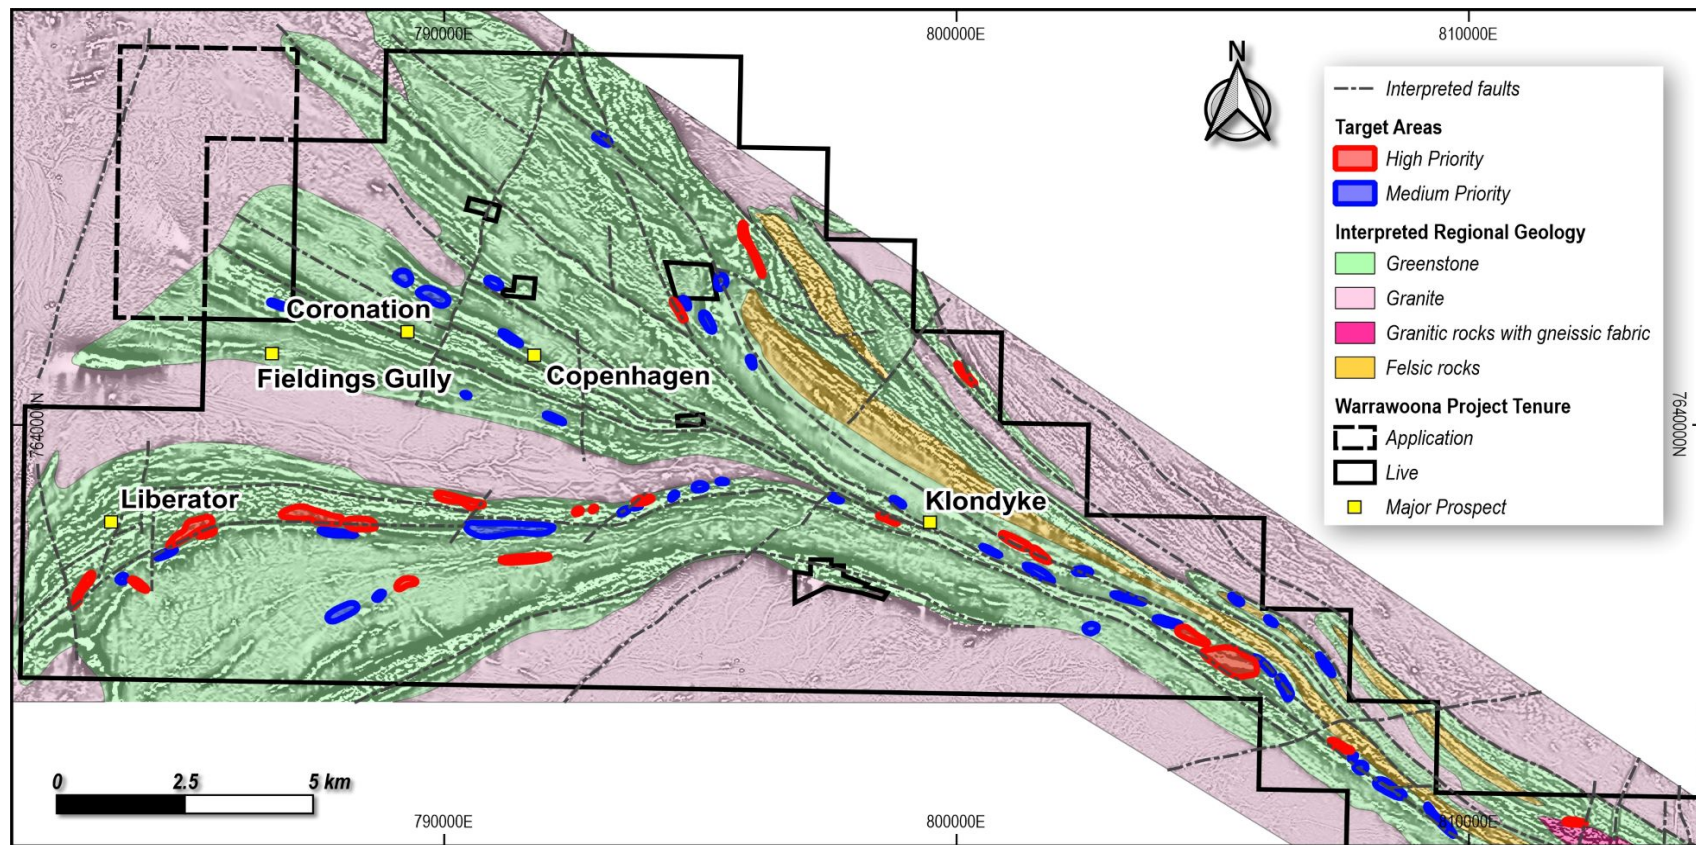 790000E
800000E
810000E
N
Interpreted faults
Target Areas
High Priority
Medium Priority
Interpreted Regional Geology
Greenstone
Granite
Granitic rocks with gneissic fabric
Felsic rocks
Warrawoona Project Tenure
Application
Live
Major Prospect
Coronation
Fieldings Gully
Copenhagen
7640000N
7640000N
Liberator
Klondyke
0 2.5 5 km
790000E
800000E
810000E